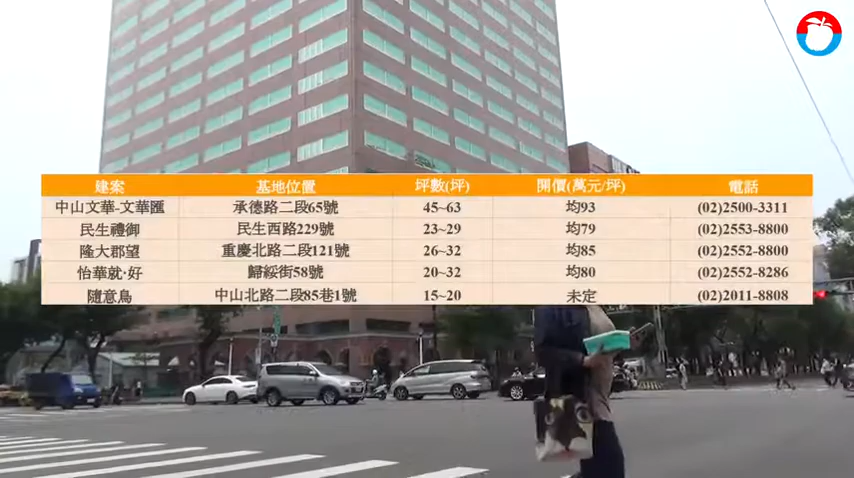 建案 基地位置 坪數(坪) 開價(萬元/坪) 電話
中山文華-文華匯 承德路二段65號 45~63 均93 (02)2500-3311
民生禮御 民生西路229號 23~29 均79 (02)2553-8800
隆大郡望 重慶北路二段121號 26~32 均85 (02)2552-8800
怡華就·好 歸綏街58號 20~32 均80 (02)2552-8286
隨意鳥 中山北路二段85巷1號 15~20 未定 (02)2011-8808